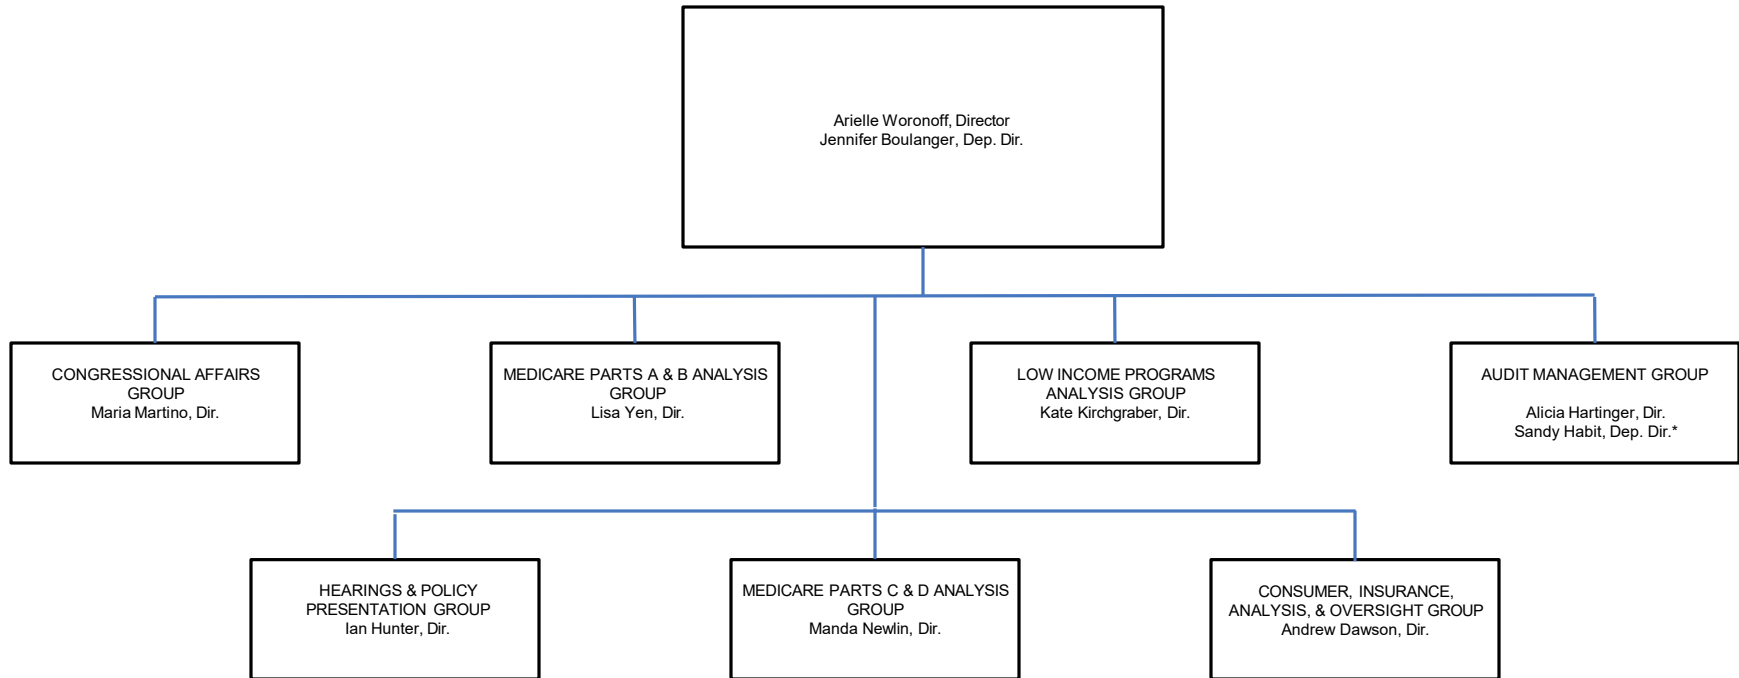 Arielle Woronoff, Director
Jennifer Boulanger, Dep. Dir.
CONGRESSIONAL AFFAIRS
GROUP
Maria Martino, Dir.
MEDICARE PARTS A & B ANALYSIS
GROUP
Lisa Yen, Dir.
LOW INCOME PROGRAMS
ANALYSIS GROUP
Kate Kirchgraber, Dir.
AUDIT MANAGEMENT GROUP
Alicia Hartinger, Dir.
Sandy Habit, Dep. Dir.*
HEARINGS & POLICY
PRESENTATION GROUP
Ian Hunter, Dir.
MEDICARE PARTS C & D ANALYSIS
GROUP
Manda Newlin, Dir.
CONSUMER, INSURANCE,
ANALYSIS, & OVERSIGHT GROUP
Andrew Dawson, Dir.